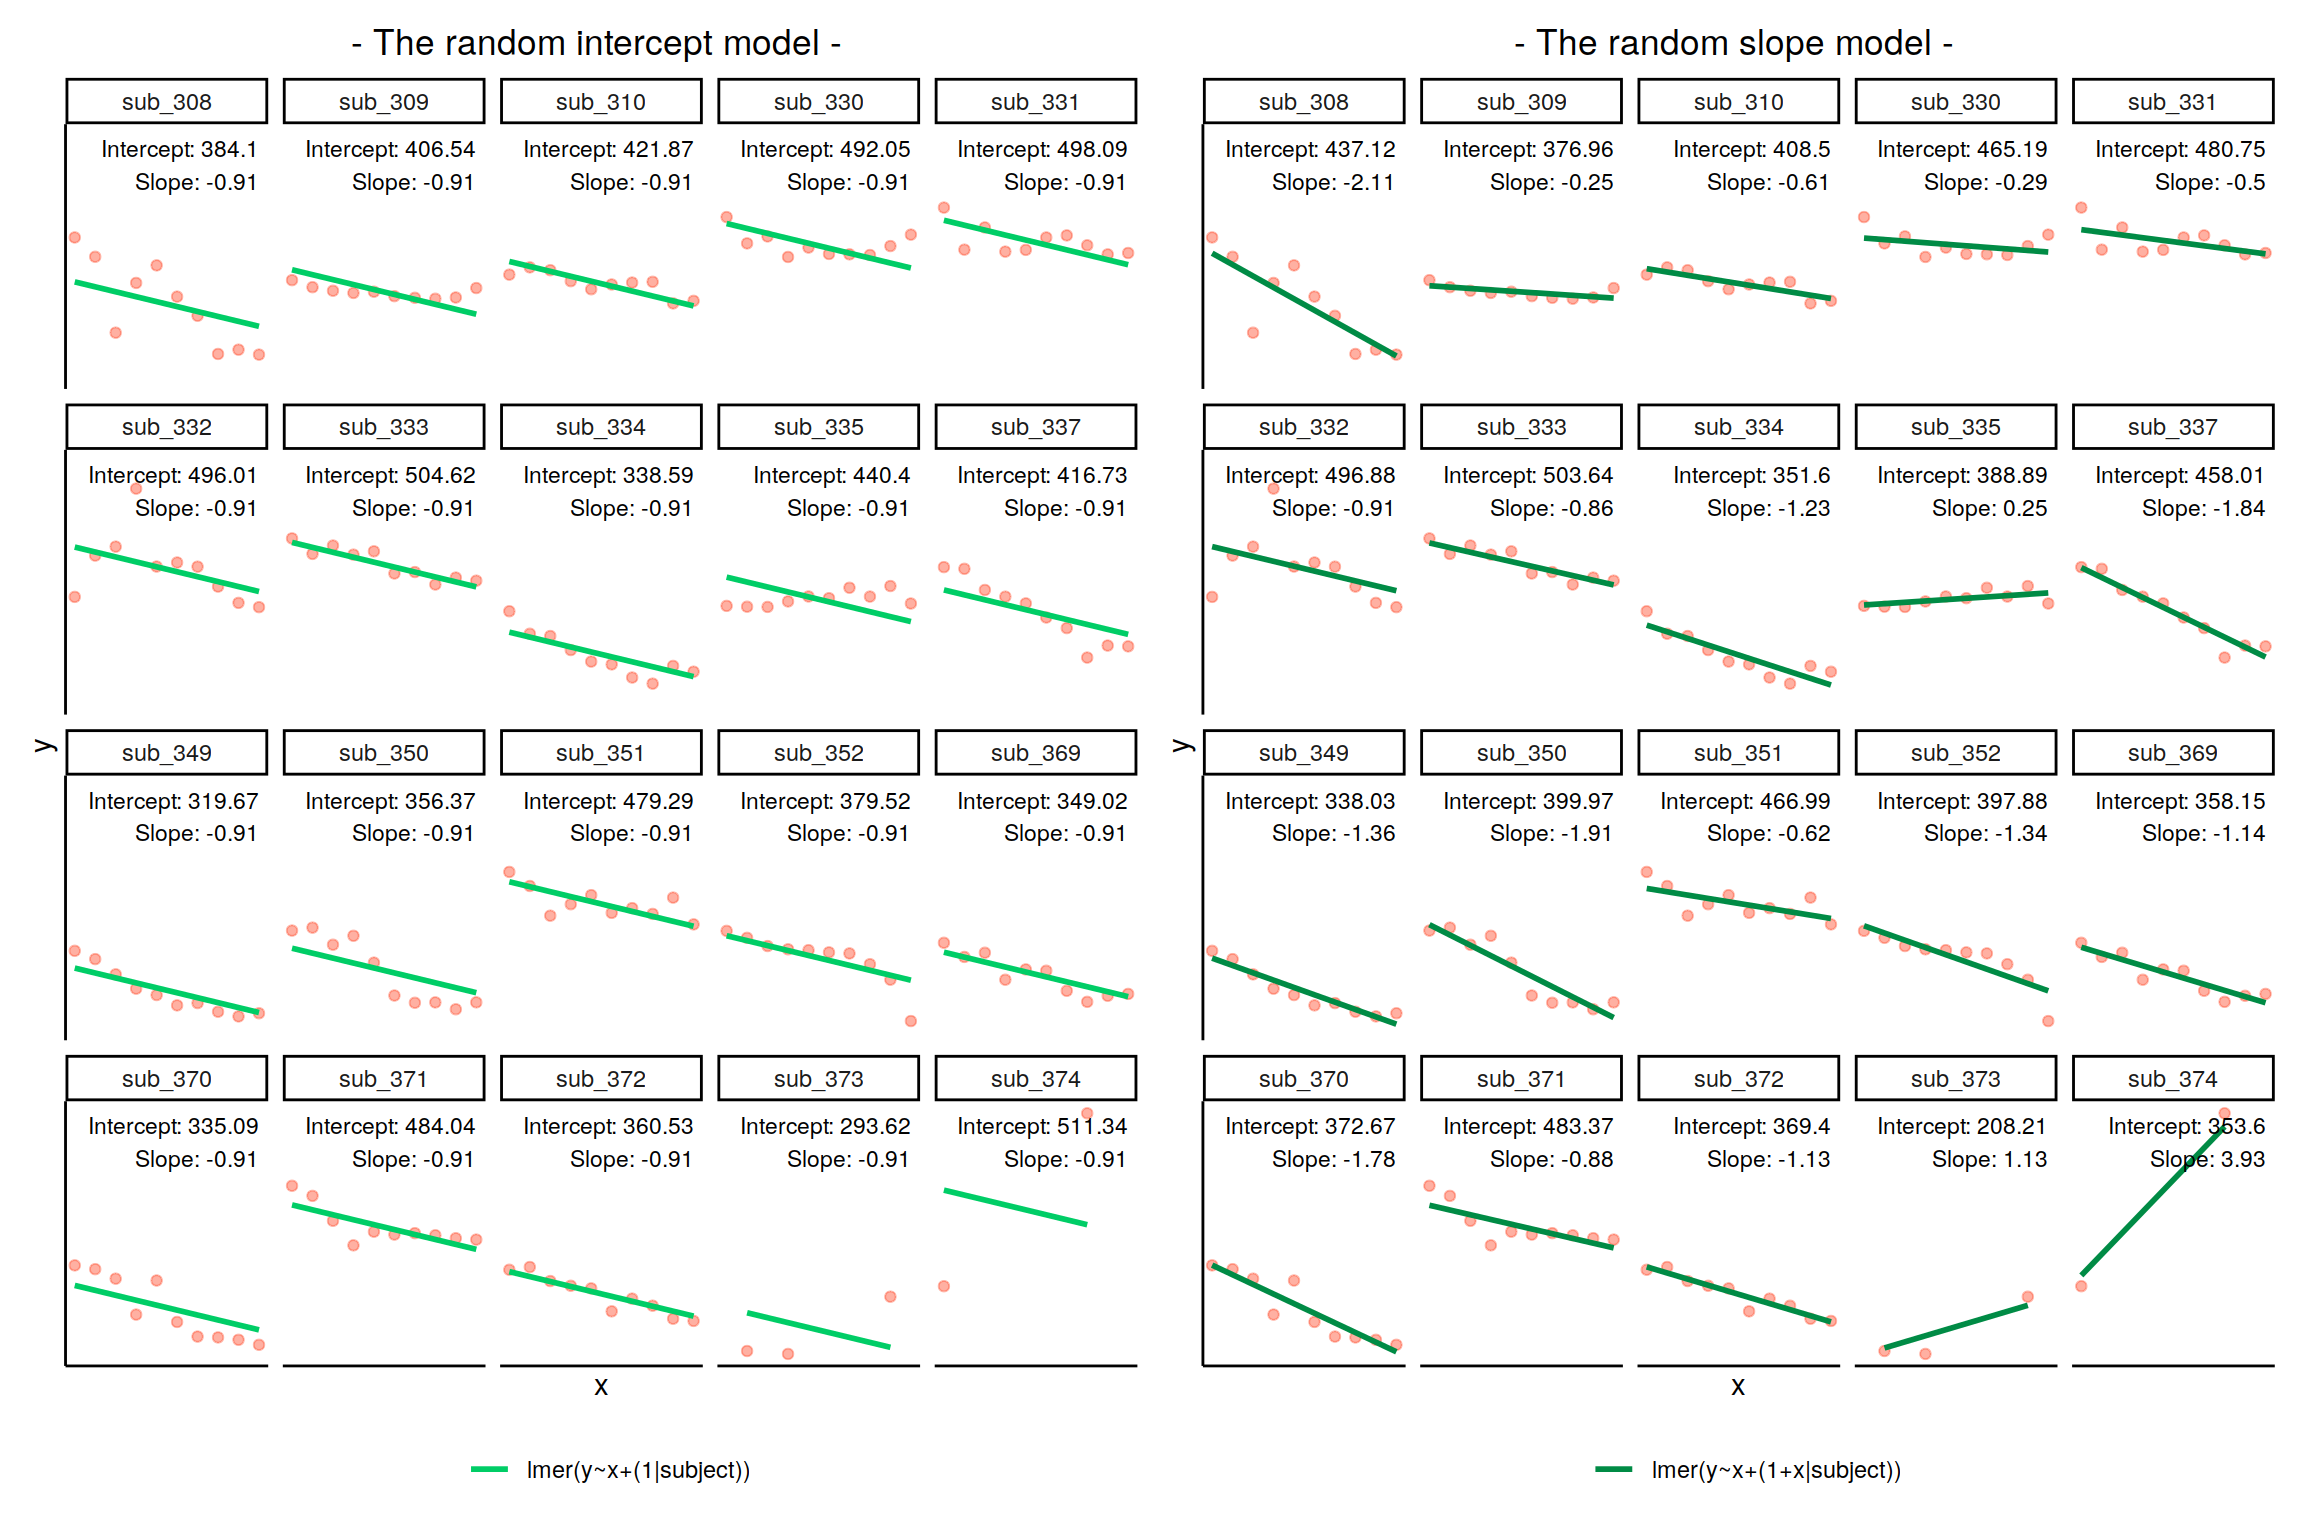 - The random intercept model -
sub_308 sub_309 sub_310 sub_330 sub_331
Intercept: 384.1 Intercept: 406.54 Intercept: 421.87 Intercept: 492.05 Intercept: 498.09
Slope: -0.91 Slope: -0.91 Slope: -0.91 Slope: -0.91 Slope: -0.91
sub_332 sub_333 sub_334 sub_335 sub_337
Intercept: 496.01 Intercept: 504.62 Intercept: 338.59 Intercept: 440.4 Intercept: 416.73
Slope: -0.91 Slope: -0.91 Slope: -0.91 Slope: -0.91 Slope: -0.91
y
sub_349 sub_350 sub_351 sub_352 sub_369
Intercept: 319.67 Intercept: 356.37 Intercept: 479.29 Intercept: 379.52 Intercept: 349.02
Slope: -0.91 Slope: -0.91 Slope: -0.91 Slope: -0.91 Slope: -0.91
sub_370 sub_371 sub_372 sub_373 sub_374
Intercept: 335.09 Intercept: 484.04 Intercept: 360.53 Intercept: 293.62 Intercept: 511.34
Slope: -0.91 Slope: -0.91 Slope: -0.91 Slope: -0.91 Slope: -0.91
x
lmer(y~x+(1|subject))
- The random slope model -
sub_308 sub_309 sub_310 sub_330 sub_331
Intercept: 437.12 Intercept: 376.96 Intercept: 408.5 Intercept: 465.19 Intercept: 480.75
Slope: -2.11 Slope: -0.25 Slope: -0.61 Slope: -0.29 Slope: -0.5
sub_332 sub_333 sub_334 sub_335 sub_337
Intercept: 496.88 Intercept: 503.64 Intercept: 351.6 Intercept: 388.89 Intercept: 458.01
Slope: -0.91 Slope: -0.86 Slope: -1.23 Slope: 0.25 Slope: -1.84
y
sub_349 sub_350 sub_351 sub_352 sub_369
Intercept: 338.03 Intercept: 399.97 Intercept: 466.99 Intercept: 397.88 Intercept: 358.15
Slope: -1.36 Slope: -1.91 Slope: -0.62 Slope: -1.34 Slope: -1.14
sub_370 sub_371 sub_372 sub_373 sub_374
Intercept: 372.67 Intercept: 483.37 Intercept: 369.4 Intercept: 208.21 Intercept: 353.6
Slope: -1.78 Slope: -0.88 Slope: -1.13 Slope: 1.13 Slope: 3.93
x
lmer(y~x+(1+x|subject))